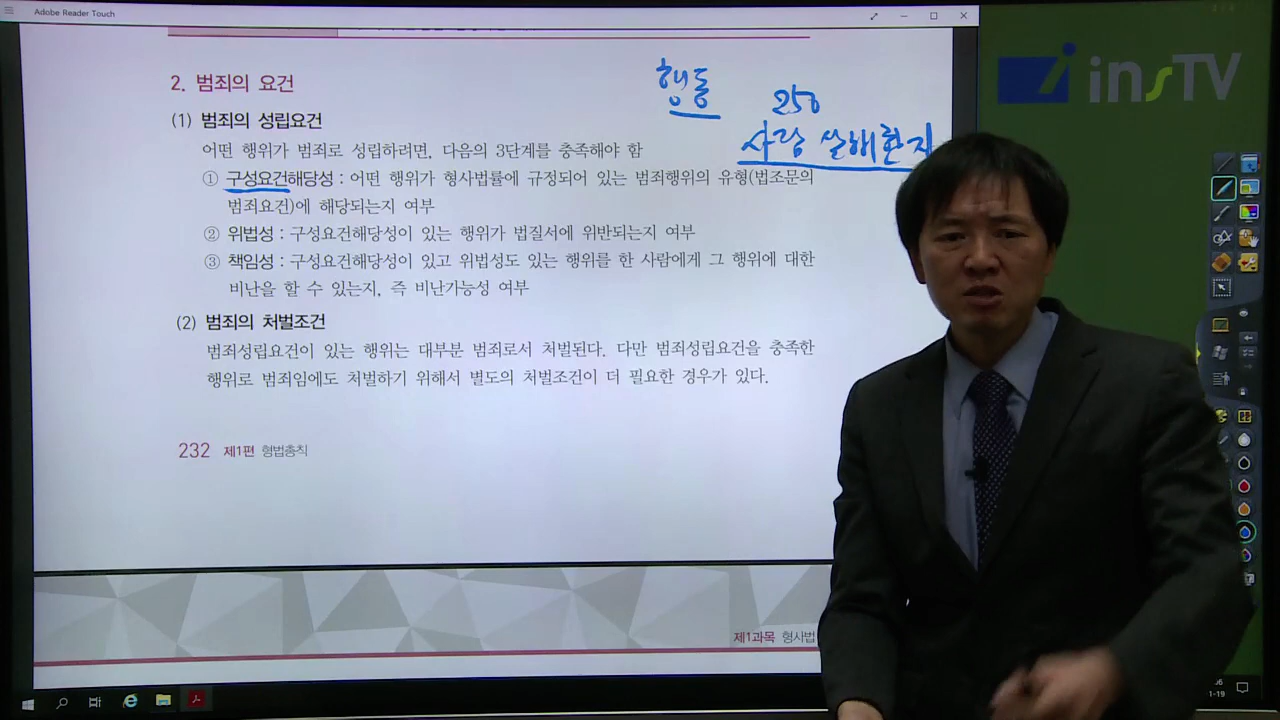 Adobe Reader Touch
insTV
2. 범죄의 요건
행동
250
(1) 범죄의 성립요건
사람 살해한지
어떤 행위가 범죄로 성립하려면, 다음의 3단계를 충족해야 함
① 구성요건해당성 : 어떤 행위가 형사법률에 규정되어 있는 범죄행위의 유형(법조문의
범죄요건)에 해당되는지 여부
② 위법성 : 구성요건해당성이 있는 행위가 법질서에 위반되는지 여부
③ 책임성 : 구성요건해당성이 있고 위법성도 있는 행위를 한 사람에게 그 행위에 대한
비난을 할 수 있는지, 즉 비난가능성 여부
(2) 범죄의 처벌조건
범죄성립요건이 있는 행위는 대부분 범죄로서 처벌된다. 다만 범죄성립요건을 충족한
행위로 범죄임에도 처벌하기 위해서 별도의 처벌조건이 더 필요한 경우가 있다.
232 제1편 형법총칙
제1과목 형사법